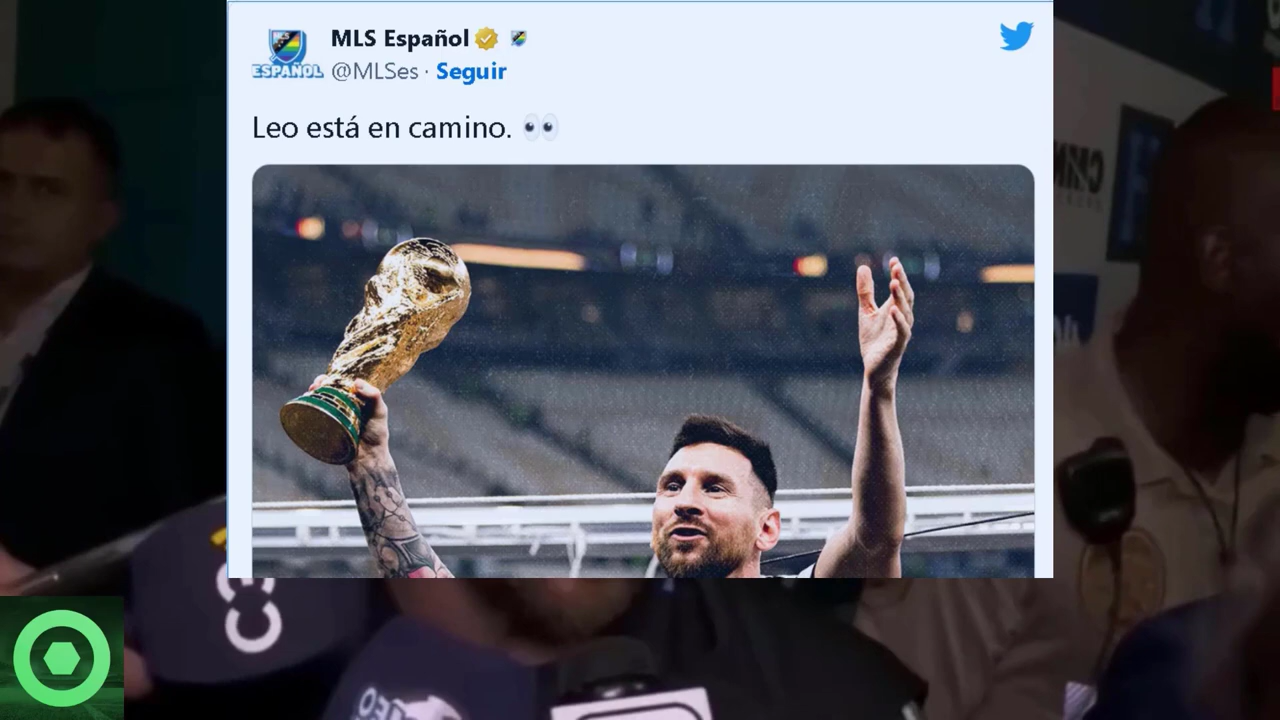 MLS Español
ESPAÑOL
@MLSes · Seguir
Leo está en camino. 👀